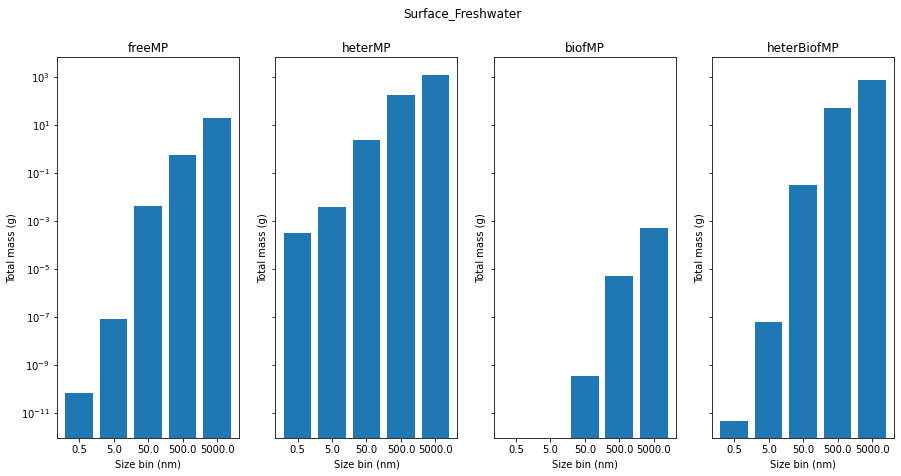 Surface_Freshwater
freeMP
heterMP
biofMP
heterBiofMP
Total mass (g)
10³
10¹
10⁻¹
10⁻³
10⁻⁵
10⁻⁷
10⁻⁹
10⁻¹¹
Total mass (g)
Total mass (g)
Total mass (g)
0.5 5.0 50.0 500.0 5000.0
0.5 5.0 50.0 500.0 5000.0
0.5 5.0 50.0 500.0 5000.0
0.5 5.0 50.0 500.0 5000.0
Size bin (nm)
Size bin (nm)
Size bin (nm)
Size bin (nm)